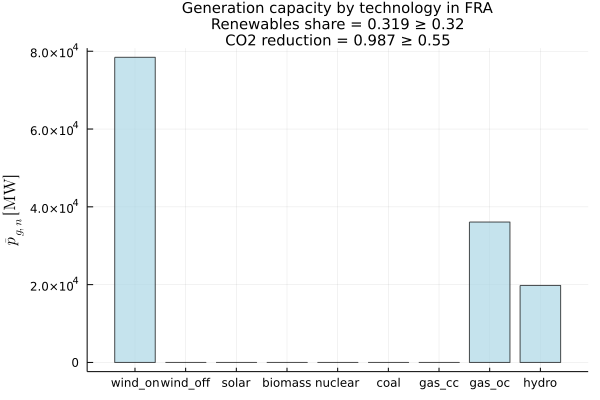 Generation capacity by technology in FRA
Renewables share = 0.319 ≥ 0.32
CO2 reduction = 0.987 ≥ 0.55
8.0×10⁴
6.0×10⁴
4.0×10⁴
2.0×10⁴
0
p̄_{g,n} [MW]
wind_on wind_off solar biomass nuclear coal gas_cc gas_oc hydro